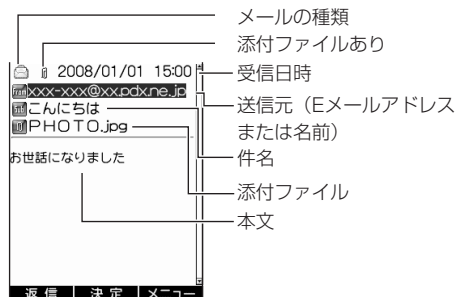 メールの種類
添付ファイルあり
2008/01/01 15:00
受信日時
From xxx-xxx@xx.pdx.ne.jp
送信元(Eメールアドレス
または名前)
Sub こんにちは
PHOTO.jpg
件名
お世話になりました
添付ファイル
本文
返信 決定 メニュー